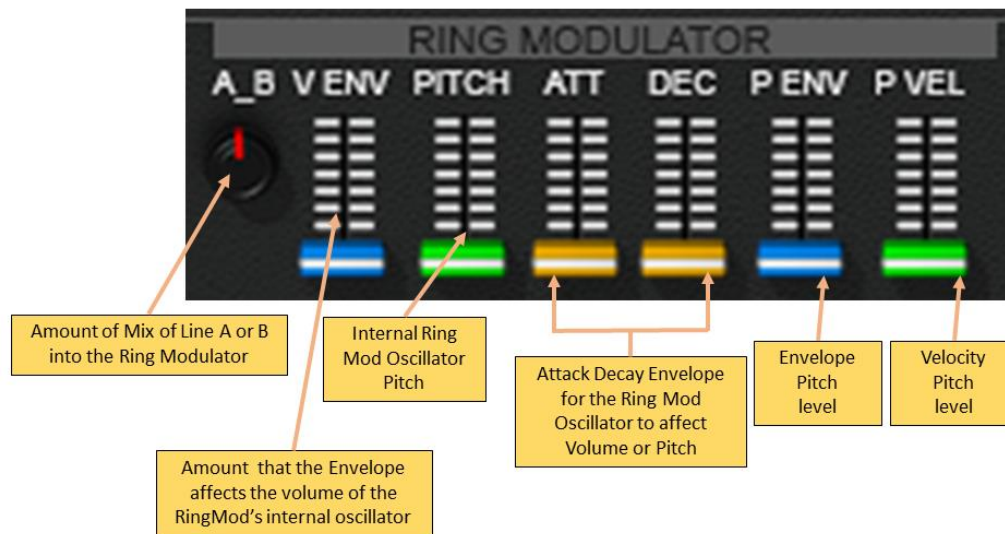 RING MODULATOR
A_B V ENV PITCH ATT DEC P ENV P VEL
Amount of Mix of Line A or B
into the Ring Modulator
Internal Ring
Mod Oscillator
Pitch
Attack Decay Envelope
for the Ring Mod
Oscillator to affect
Volume or Pitch
Envelope
Pitch
level
Velocity
Pitch
level
Amount that the Envelope
affects the volume of the
RingMod's internal oscillator